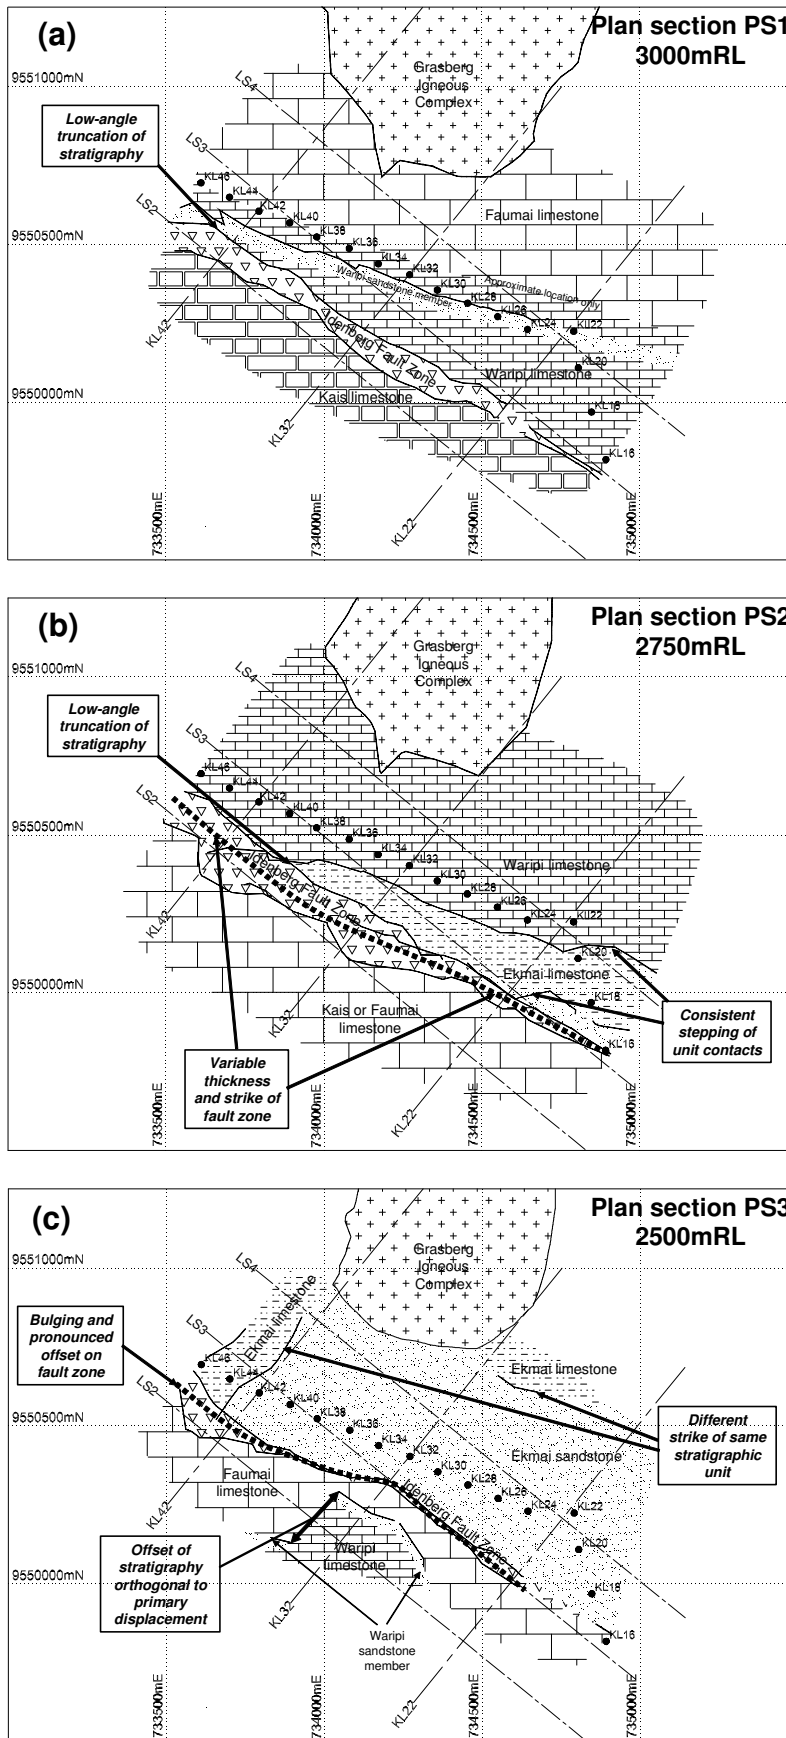 (a)
Plan section PS1
3000mRL
Grasberg
Igneous
Complex
9551000mN
LS4
Low-angle
truncation of
stratigraphy
LS3
KL46
KL44
LS2
KL42
KL40
KL38
KL36
KL34
KL32
KL30
KL28
KL26
KL24
KL22
KL20
KL18
KL16
Faumai limestone
9550500mN
Waripi sandstone member
Approximate location only
Idenberg Fault Zone
Waripi limestone
Kais limestone
9550000mN
KL42
KL32
KL22
733500mE
734000mE
734500mE
735000mE
(b)
Plan section PS2
2750mRL
Grasberg
Igneous
Complex
9551000mN
LS4
Low-angle
truncation of
stratigraphy
LS3
KL46
KL44
LS2
KL42
KL40
KL38
KL36
KL34
KL32
KL30
KL28
KL26
KL24
KL22
KL20
KL18
KL16
9550500mN
Waripi limestone
Idenberg Fault Zone
Ekmai limestone
9550000mN
Kais or Faumai
limestone
KL42
KL32
KL22
Consistent
stepping of
unit contacts
Variable
thickness
and strike of
fault zone
733500mE
734000mE
734500mE
735000mE
(c)
Plan section PS3
2500mRL
Grasberg
Igneous
Complex
9551000mN
LS4
Ekmai limestone
Bulging and
pronounced
offset on
fault zone
LS3
LS2
KL46
KL44
KL42
KL40
KL38
KL36
KL34
KL32
KL30
KL28
KL26
KL24
KL22
KL20
KL18
KL16
Ekmai limestone
9550500mN
Different
strike of same
stratigraphic
unit
Ekmai sandstone
Faumai
limestone
Idenberg Fault Zone
KL42
Offset of
stratigraphy
orthogonal to
primary
displacement
Waripi
limestone
9550000mN
KL32
Waripi
sandstone
member
KL22
733500mE
734000mE
734500mE
735000mE